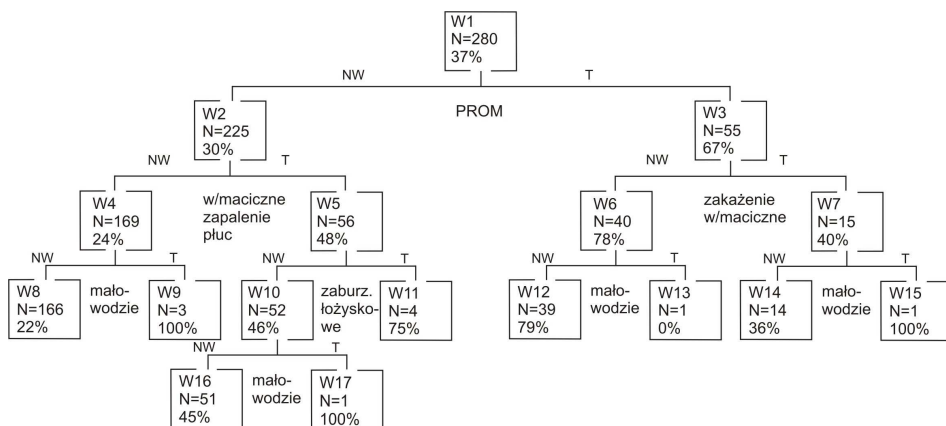 W1
N=280
37%
NW
T
PROM
W2
N=225
30%
W3
N=55
67%
NW
T
NW
T
W4
N=169
24%
w/maciczne
zapalenie
płuc
W5
N=56
48%
W6
N=40
78%
zakażenie
w/maciczne
W7
N=15
40%
NW
T
NW
T
NW
T
NW
T
W8
N=166
22%
mało-
wodzie
W9
N=3
100%
W10
N=52
46%
zaburz.
łożysko-
we
W11
N=4
75%
W12
N=39
79%
mało-
wodzie
W13
N=1
0%
W14
N=14
36%
mało-
wodzie
W15
N=1
100%
NW
T
W16
N=51
45%
mało-
wodzie
W17
N=1
100%